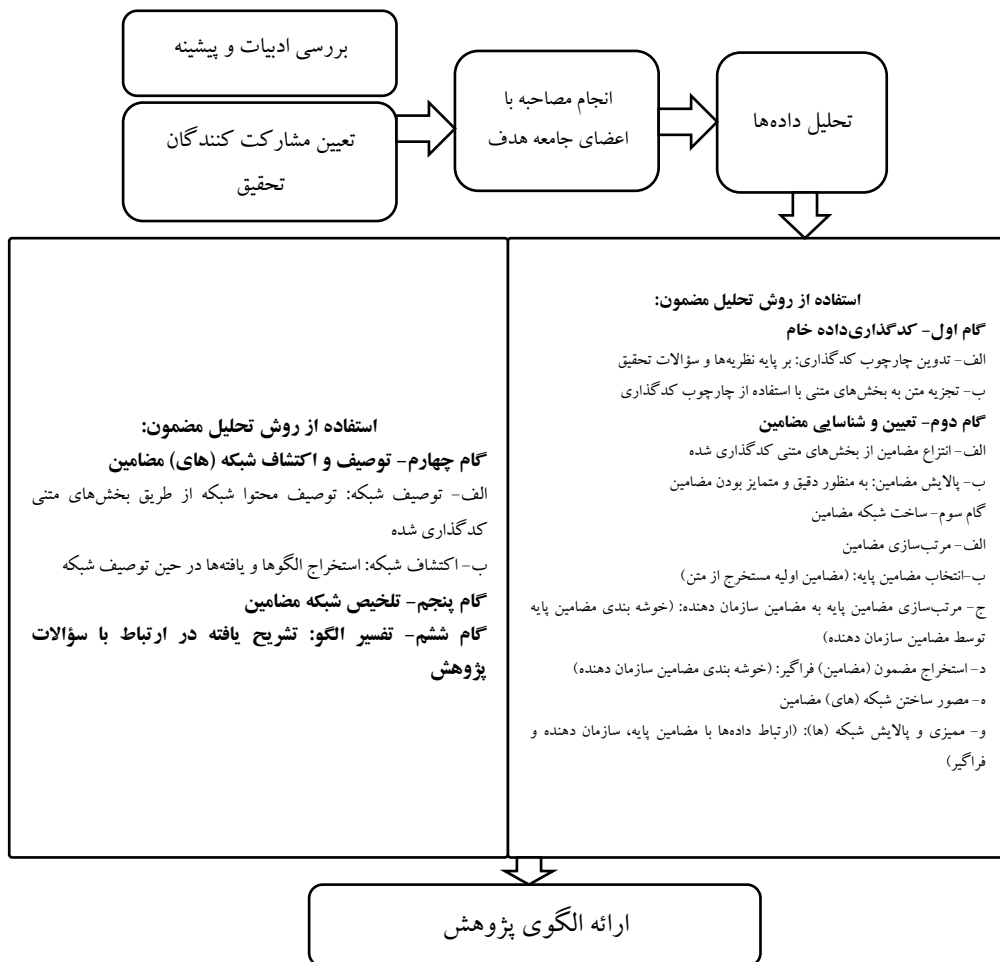 بررسی ادبیات و پیشینه
تعیین مشارکت کنندگان
تحقیق
انجام مصاحبه با
اعضای جامعه هدف
تحلیل داده‌ها
استفاده از روش تحلیل مضمون:
گام اول- کدگذاری‌داده خام
الف- تدوین چارچوب کدگذاری: بر پایه نظریه‌ها و سؤالات تحقیق
ب- تجزیه متن به بخش‌های متنی با استفاده از چارچوب کدگذاری
گام دوم- تعیین و شناسایی مضامین
الف- انتزاع مضامین از بخش‌های متنی کدگذاری شده
ب- پالایش مضامین: به منظور دقیق و متمایز بودن مضامین
گام سوم- ساخت شبکه مضامین
الف- مرتب‌سازی مضامین
ب-انتخاب مضامین پایه: (مضامین اولیه مستخرج از متن)
ج- مرتب‌سازی مضامین پایه به مضامین سازمان دهنده: (خوشه بندی مضامین پایه
توسط مضامین سازمان دهنده)
د- استخراج مضمون (مضامین) فراگیر: (خوشه بندی مضامین سازمان دهنده)
ه- مصور ساختن شبکه (های) مضامین
و- ممیزی و پالایش شبکه (ها): (ارتباط داده‌ها با مضامین پایه، سازمان دهنده و
فراگیر)
استفاده از روش تحلیل مضمون:
گام چهارم- توصیف و اکتشاف شبکه (های) مضامین
الف- توصیف شبکه: توصیف محتوا شبکه از طریق بخش‌های متنی
کدگذاری شده
ب- اکتشاف شبکه: استخراج الگوها و یافته‌ها در حین توصیف شبکه
گام پنجم- تلخیص شبکه مضامین
گام ششم- تفسیر الگو: تشریح یافته در ارتباط با سؤالات
پژوهش
ارائه الگوی پژوهش